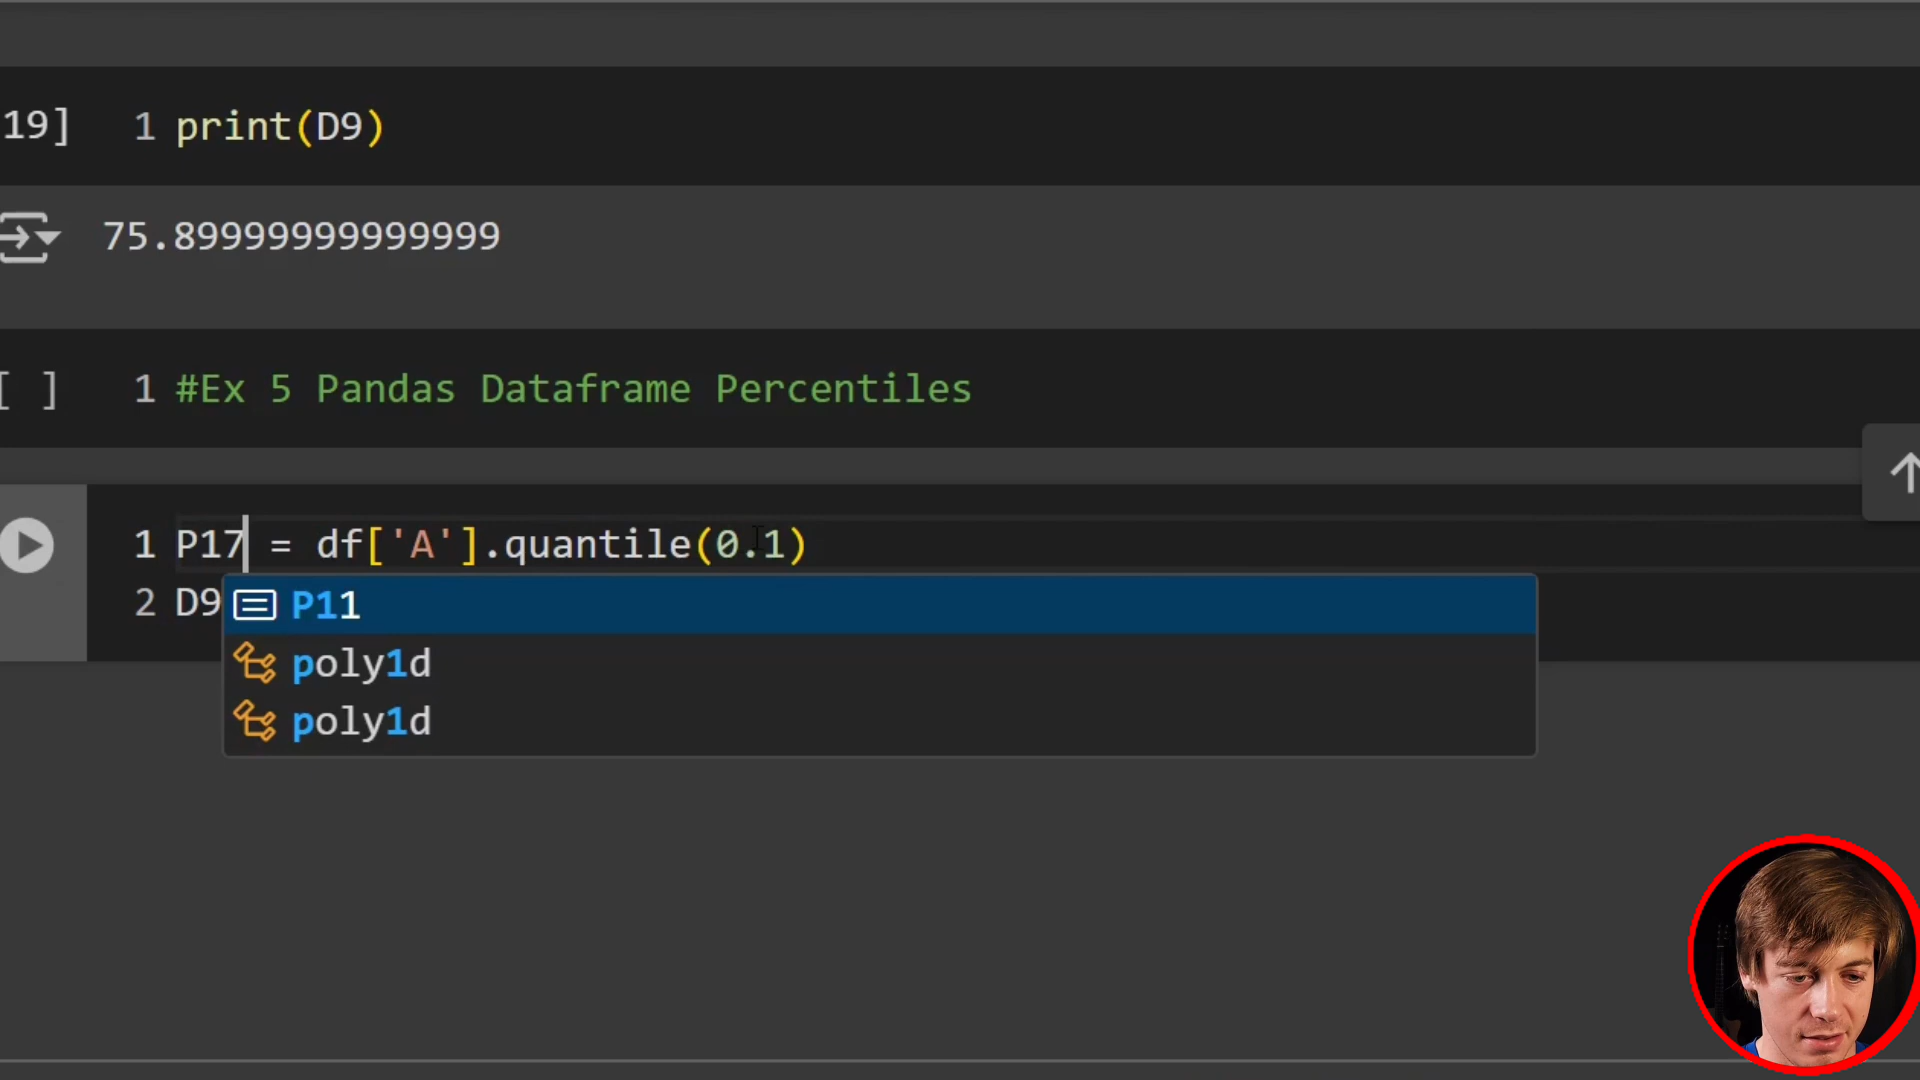 19] 1 print(D9)
75.89999999999999
[ ] 1 #Ex 5 Pandas Dataframe Percentiles
1 P17 = df['A'].quantile(0.1)
2 D9
P11
poly1d
poly1d